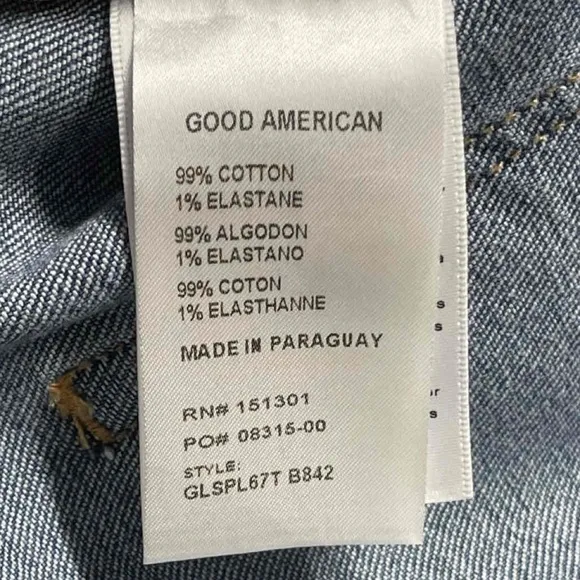 GOOD AMERICAN
99% COTTON
1% ELASTANE
99% ALGODON
1% ELASTANO
99% COTON
1% ELASTHANNE
MADE IN PARAGUAY
RN# 151301
PO# 08315-00
STYLE:
GLSPL67T B842